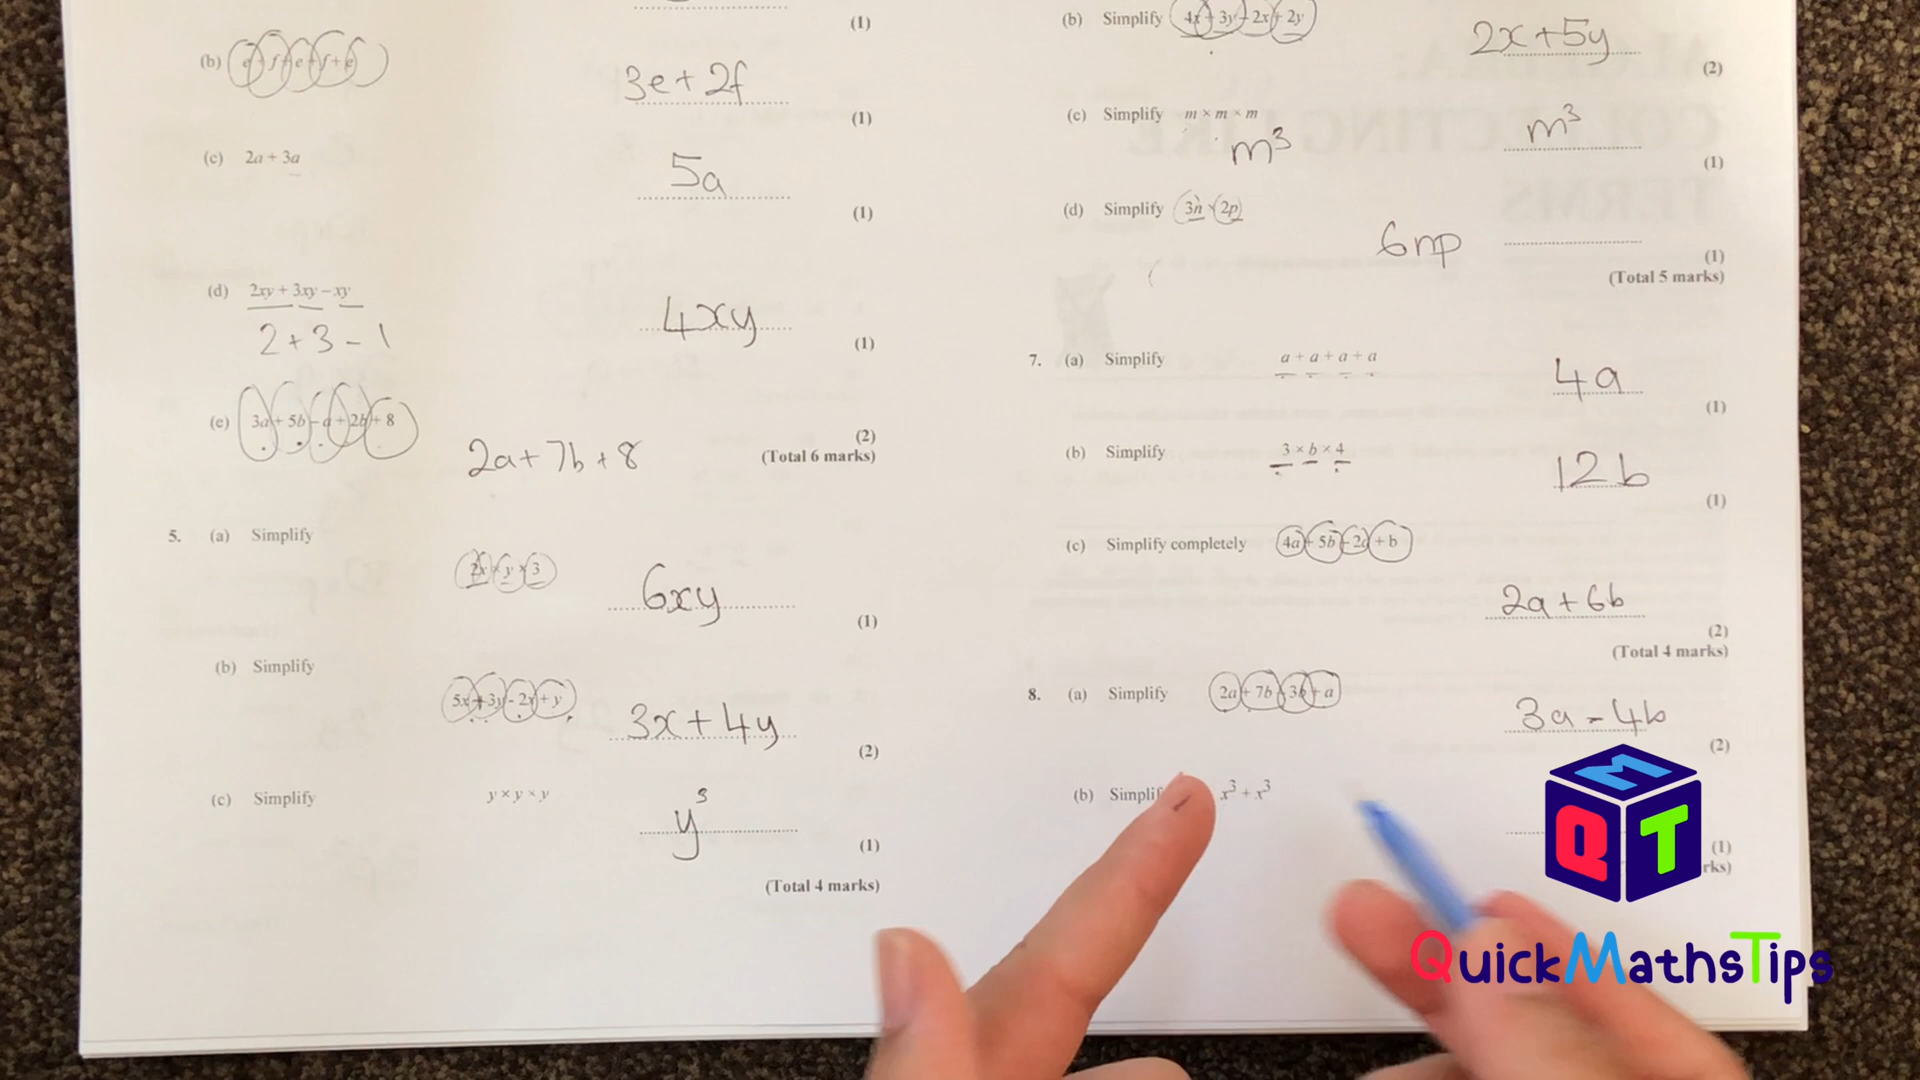 (1)
(b) e + f + e + f + e
3e + 2f
(1)
(c) 2a + 3a
5a
(1)
(d) 2xy + 3xy – xy
2 + 3 - 1
4xy
(1)
(e) 3a + 5b – a + 2b + 8
2a + 7b + 8
(2)
(Total 6 marks)
5. (a) Simplify
2x × y × 3
6xy
(1)
(b) Simplify
5x + 3y – 2x + y
3x + 4y
(2)
(c) Simplify y × y × y
y³
(1)
(Total 4 marks)
(b) Simplify 4x + 3y – 2x + 2y
2x + 5y
(2)
(c) Simplify m × m × m
m³
m³
(1)
(d) Simplify 3n × 2p
6np
(1)
(Total 5 marks)
7. (a) Simplify a + a + a + a
4a
(1)
(b) Simplify 3 × b × 4
12b
(1)
(c) Simplify completely 4a + 5b – 2a + b
2a + 6b
(2)
(Total 4 marks)
8. (a) Simplify 2a + 7b 3b + a
3a - 4b
(2)
(b) x³ + x³
(1)
QMT
QuickMathsTips